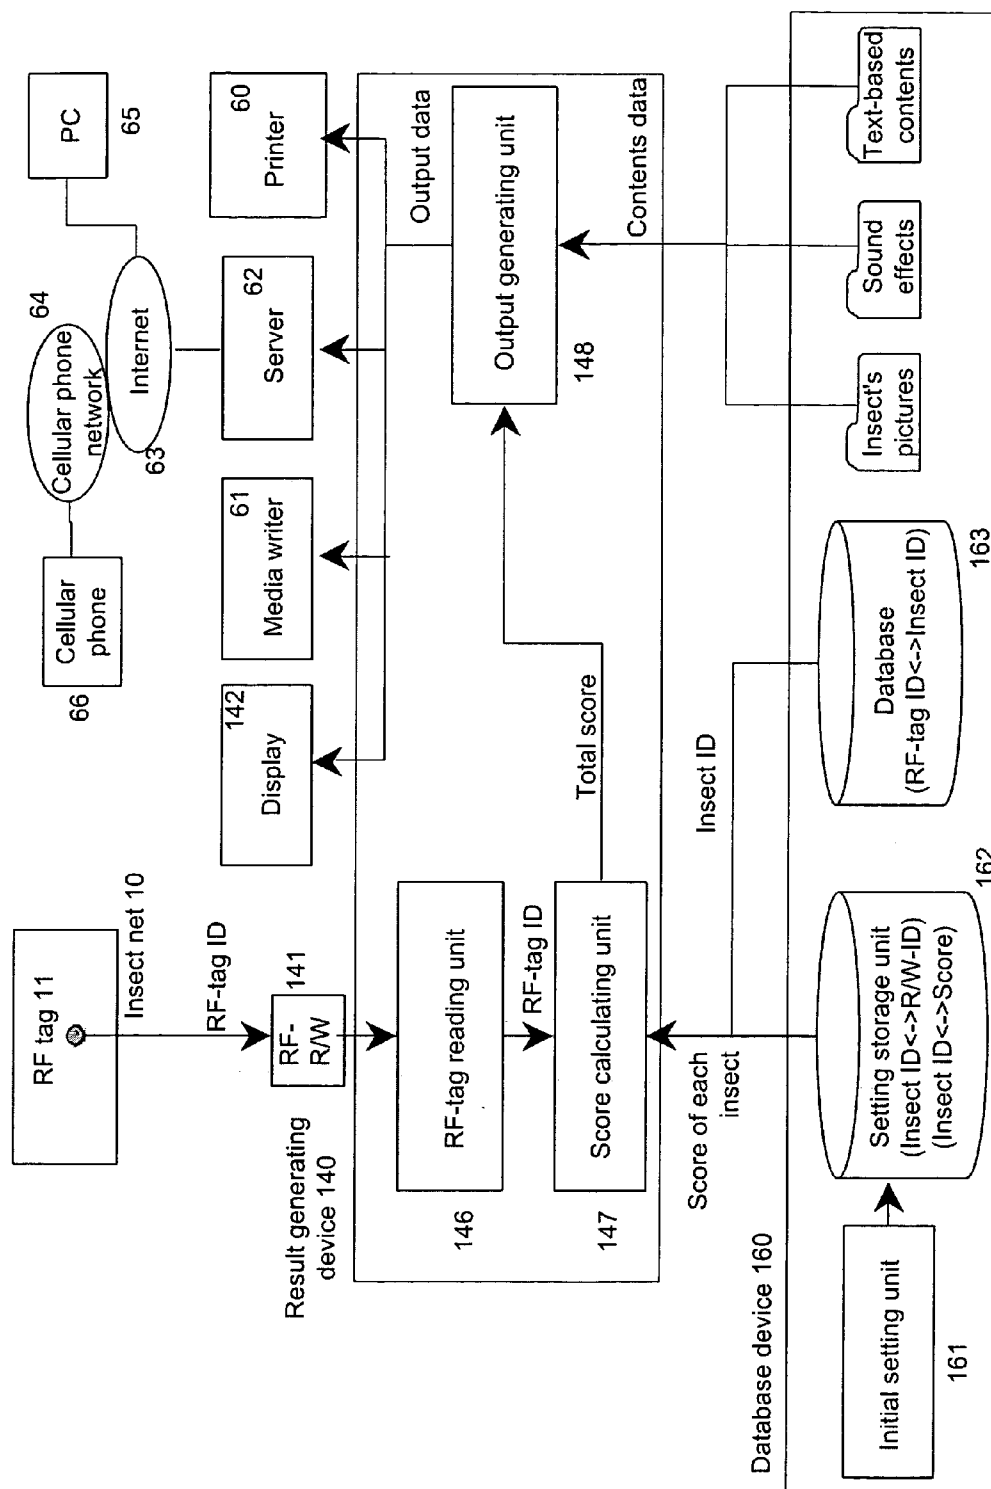 RF tag 11
Insect net 10
RF-tag ID
RF-
R/W
141
Result generating
device 140
RF-tag reading unit
146
RF-tag ID
Score calculating unit
147
Total score
Output generating unit
148
Output data
Contents data
Display
142
Media writer
61
Server
62
Printer
60
Cellular
phone
66
Cellular phone
network
64
Internet
63
PC
65
Score of each
insect
Insect ID
Database device 160
Initial setting unit
161
Setting storage unit
(Insect ID<->R/W-ID)
(Insect ID<->Score)
162
Database
(RF-tag ID<->Insect ID)
163
Insect's
pictures
Sound
effects
Text-based
contents